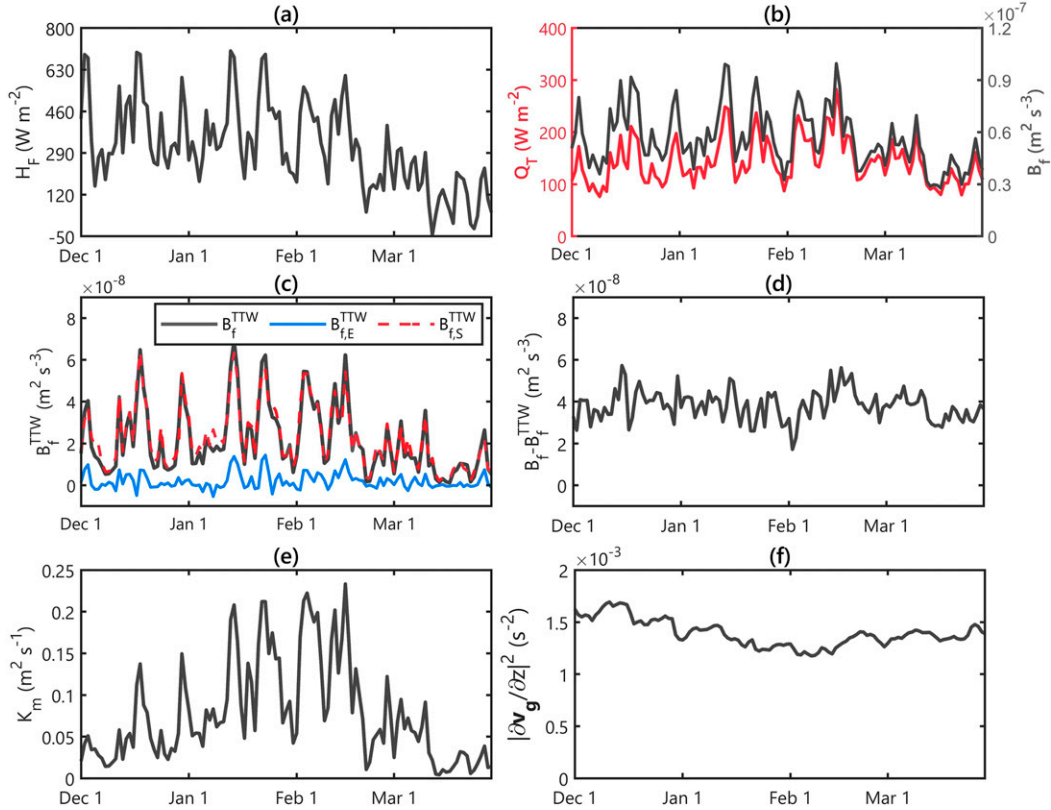 (a)
800
630
460
290
120
-50
H_F (W m^-2)
Dec 1 Jan 1 Feb 1 Mar 1
(b)
400
300
200
100
0
Q_T (W m^-2)
×10^-7
1.2
0.9
0.6
0.3
0
B_f (m^2 s^-3)
Dec 1 Jan 1 Feb 1 Mar 1
(c)
×10^-8
8
6
4
2
0
B_f^TTW (m^2 s^-3)
B_f^TTW B_f,E^TTW B_f,S^TTW
Dec 1 Jan 1 Feb 1 Mar 1
(d)
8
6
4
2
0
B_f-B_f^TTW (m^2 s^-3)
Dec 1 Jan 1 Feb 1 Mar 1
(e)
0.25
0.2
0.15
0.1
0.05
0
K_m (m^2 s^-1)
Dec 1 Jan 1 Feb 1 Mar 1
(f)
×10^-3
2
1.5
1
0.5
0
|∂v_g/∂z|^2 (s^-2)
Dec 1 Jan 1 Feb 1 Mar 1